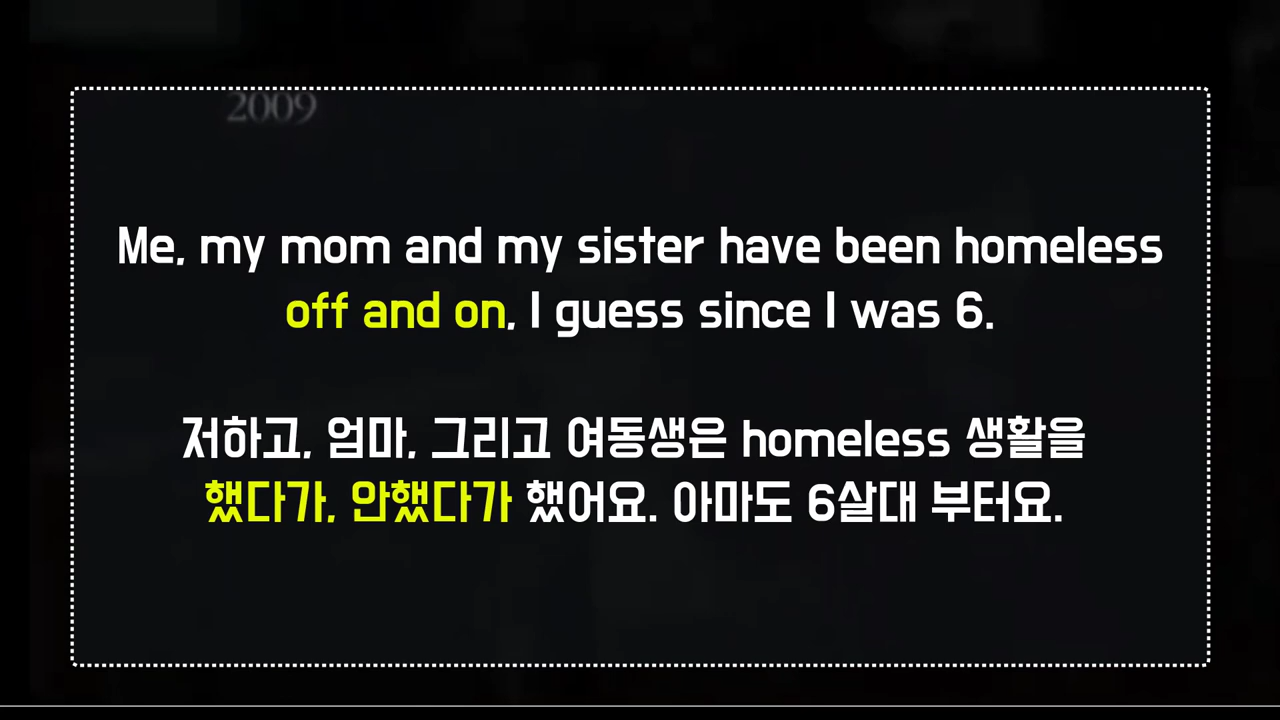 2009
Me, my mom and my sister have been homeless
off and on, I guess since I was 6.
저하고, 엄마, 그리고 여동생은 homeless 생활을
했다가, 안했다가 했어요. 아마도 6살대 부터요.